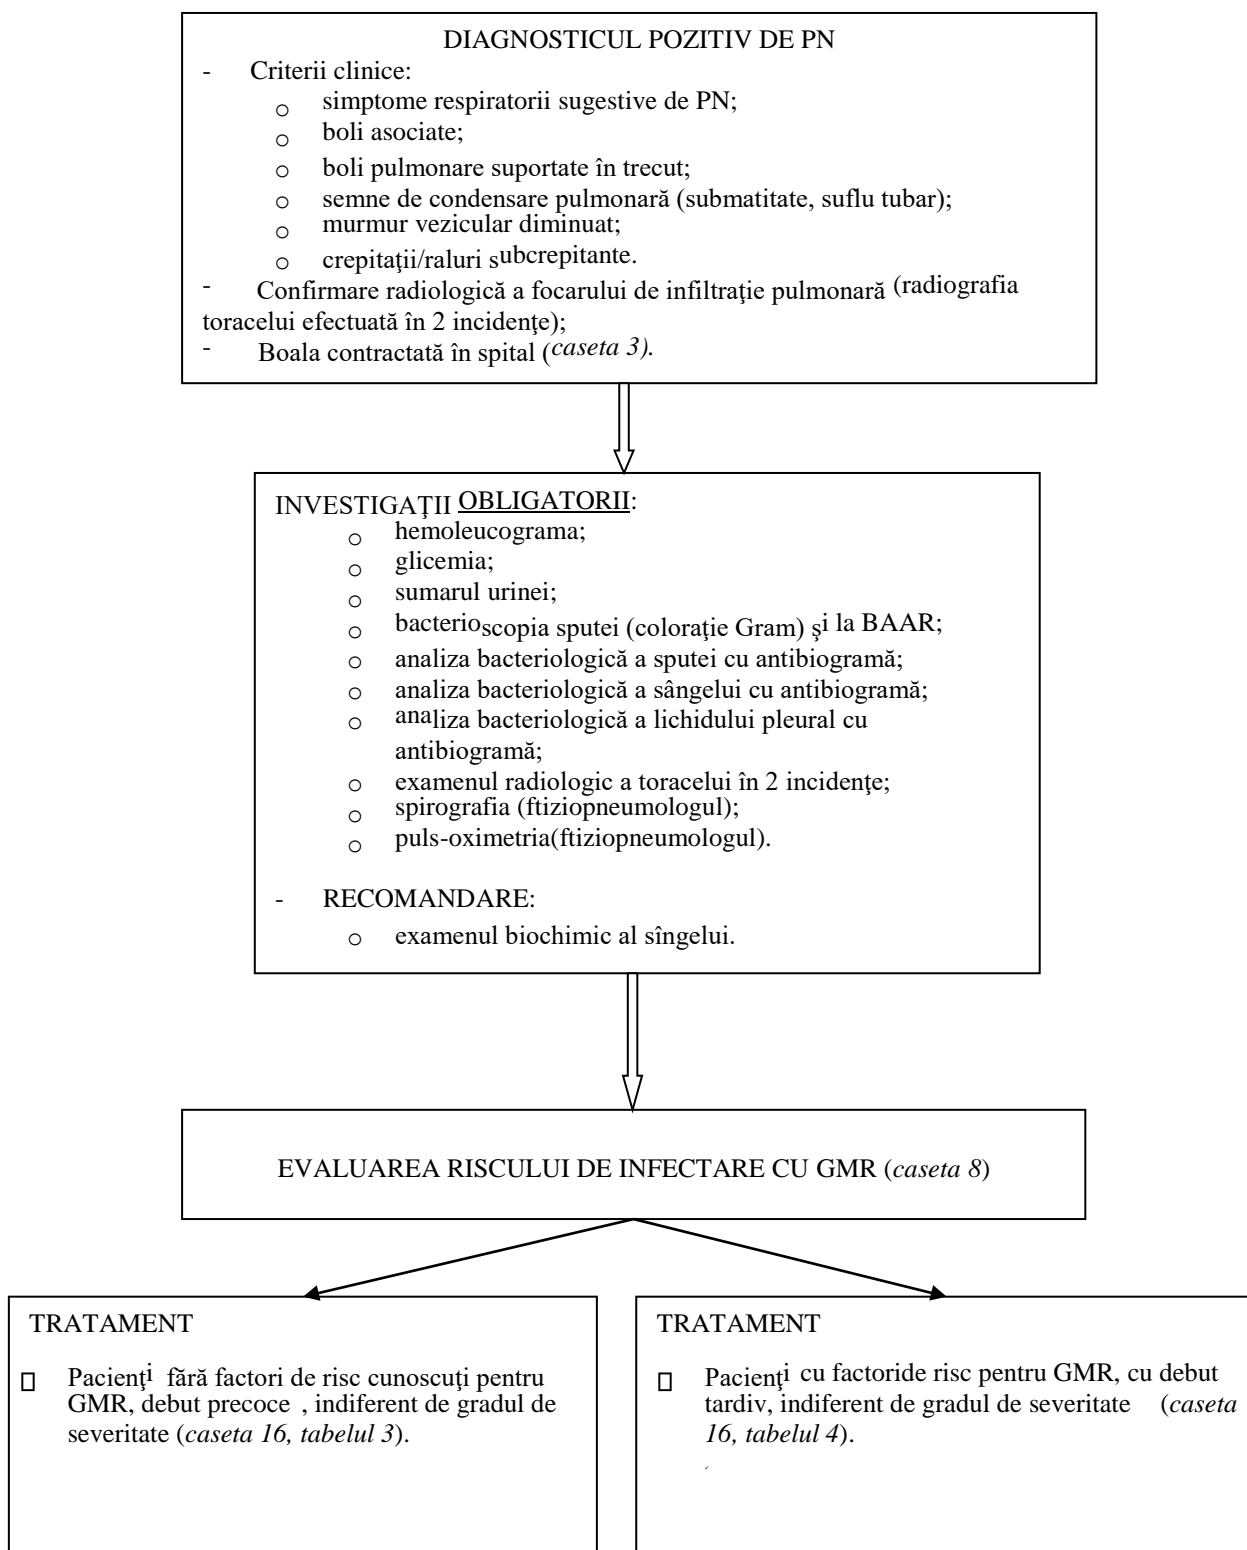 DIAGNOSTICUL POZITIV DE PN
- Criterii clinice:
o simptome respiratorii sugestive de PN;
o boli asociate;
o boli pulmonare suportate în trecut;
o semne de condensare pulmonară (submatitate, suflu tubar);
o murmur vezicular diminuat;
o crepitaţii/raluri subcrepitante.
- Confirmare radiologică a focarului de infiltraţie pulmonară (radiografia
toracelui efectuată în 2 incidenţe);
- Boala contractată în spital (caseta 3).
INVESTIGAŢII OBLIGATORII:
o hemoleucograma;
o glicemia;
o sumarul urinei;
o bacterioscopia sputei (coloraţie Gram) şi la BAAR;
o analiza bacteriologică a sputei cu antibiogramă;
o analiza bacteriologică a sângelui cu antibiogramă;
o analiza bacteriologică a lichidului pleural cu
antibiogramă;
o examenul radiologic a toracelui în 2 incidenţe;
o spirografia (ftiziopneumologul);
o puls-oximetria(ftiziopneumologul).
- RECOMANDARE:
o examenul biochimic al sîngelui.
EVALUAREA RISCULUI DE INFECTARE CU GMR (caseta 8)
TRATAMENT
Pacienţi fără factori de risc cunoscuţi pentru
GMR, debut precoce , indiferent de gradul de
severitate (caseta 16, tabelul 3).
TRATAMENT
Pacienţi cu factoride risc pentru GMR, cu debut
tardiv, indiferent de gradul de severitate (caseta
16, tabelul 4).